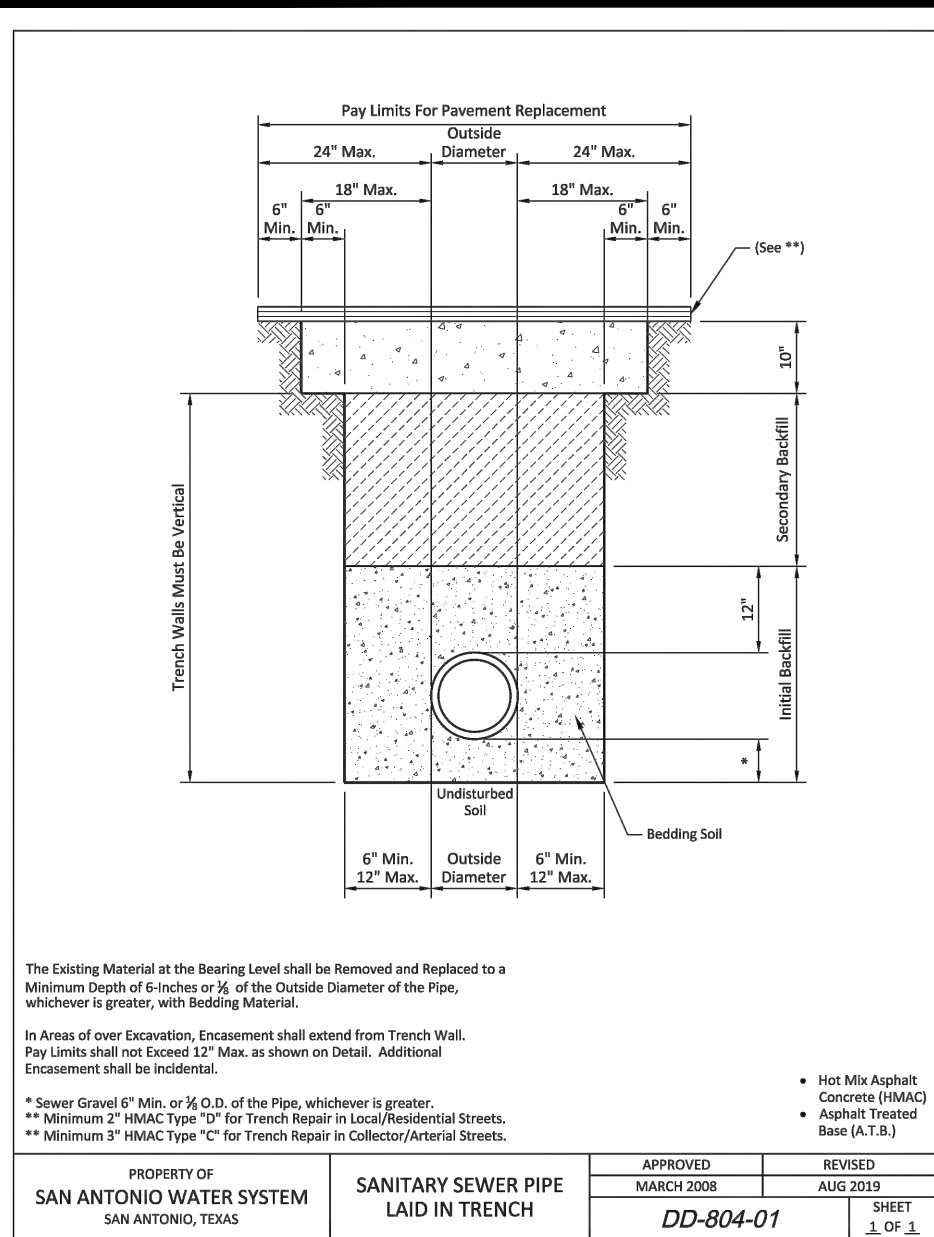 Pay Limits For Pavement Replacement
Outside
Diameter
24" Max.
24" Max.
18" Max.
18" Max.
6"
Min.
6"
Min.
6"
Min.
6"
Min.
(See **)
10"
Secondary Backfill
Trench Walls Must Be Vertical
12"
Initial Backfill
*
Undisturbed
Soil
Bedding Soil
6" Min.
12" Max.
Outside
Diameter
6" Min.
12" Max.
The Existing Material at the Bearing Level shall be Removed and Replaced to a
Minimum Depth of 6-Inches or ⅛ of the Outside Diameter of the Pipe,
whichever is greater, with Bedding Material.
In Areas of over Excavation, Encasement shall extend from Trench Wall.
Pay Limits shall not Exceed 12" Max. as shown on Detail. Additional
Encasement shall be incidental.
* Sewer Gravel 6" Min. or ⅛ O.D. of the Pipe, whichever is greater.
** Minimum 2" HMAC Type "D" for Trench Repair in Local/Residential Streets.
** Minimum 3" HMAC Type "C" for Trench Repair in Collector/Arterial Streets.
• Hot Mix Asphalt
Concrete (HMAC)
• Asphalt Treated
Base (A.T.B.)
PROPERTY OF
SAN ANTONIO WATER SYSTEM
SAN ANTONIO, TEXAS
SANITARY SEWER PIPE
LAID IN TRENCH
APPROVED
MARCH 2008
REVISED
AUG 2019
DD-804-01
SHEET
1 OF 1